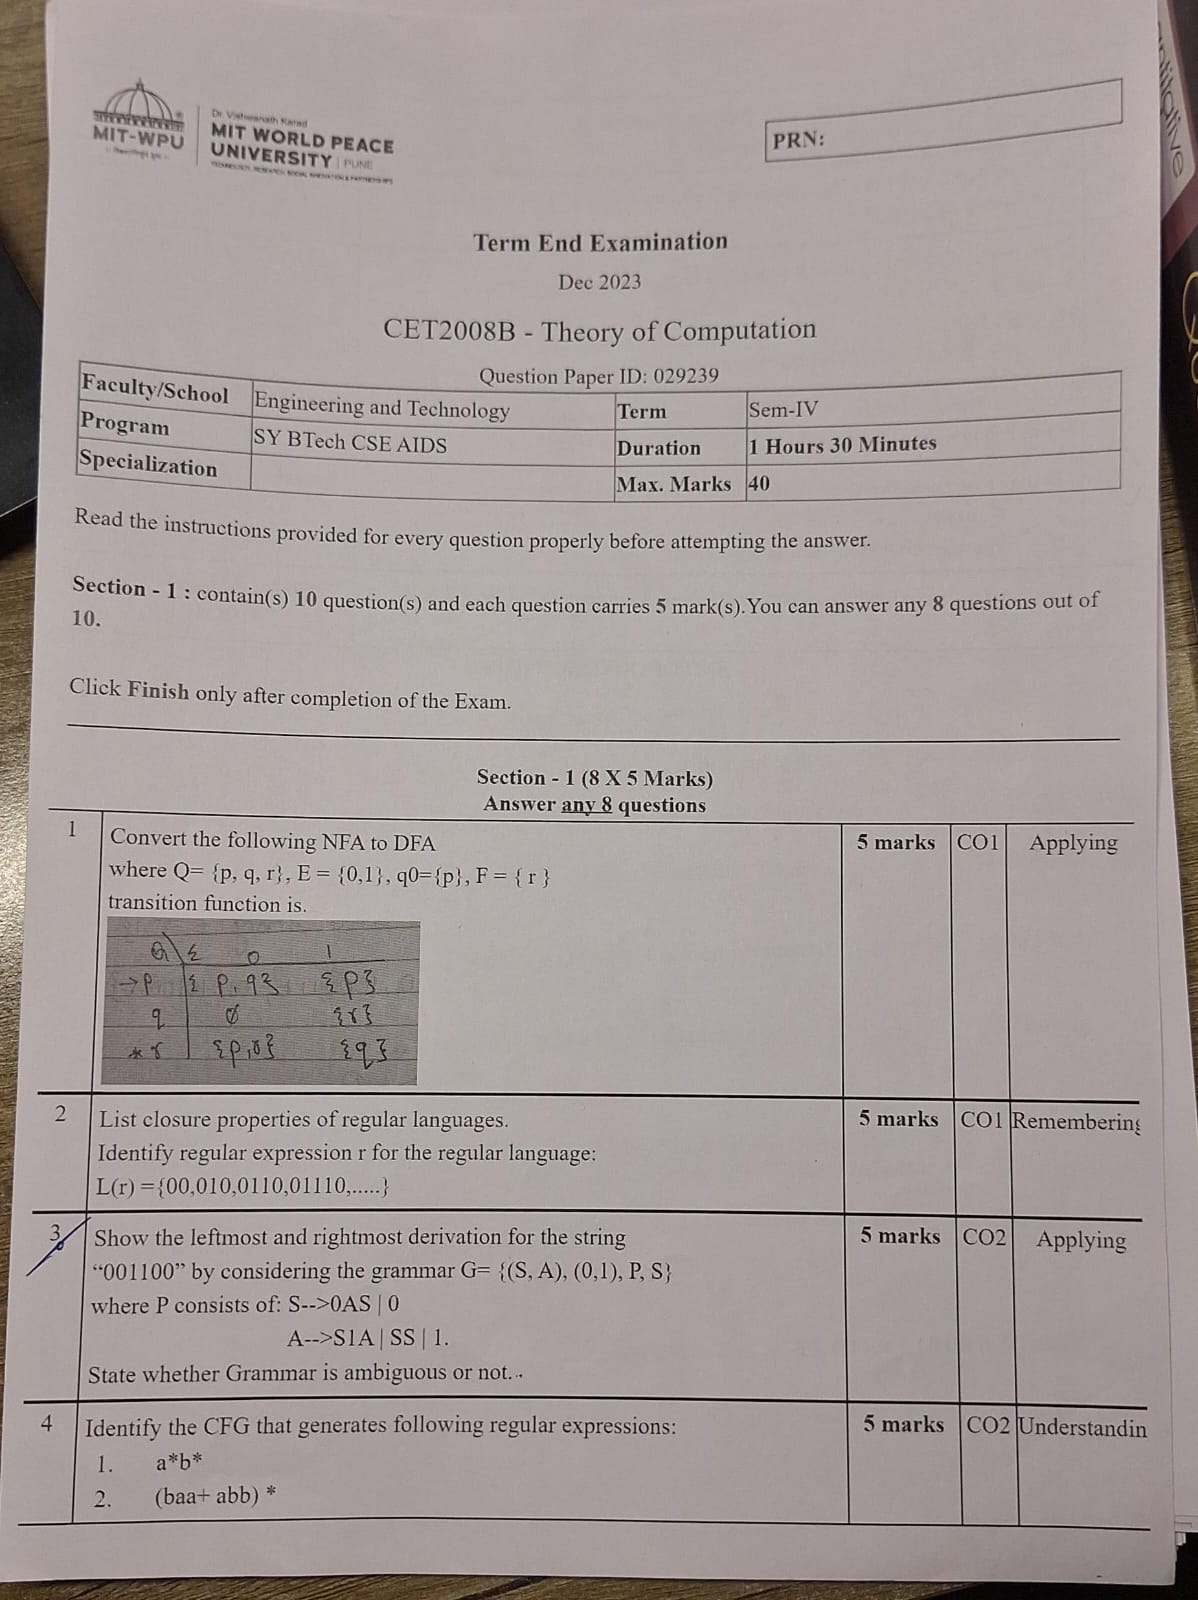 Dr. Vishwanath Karad
MIT-WPU
MIT WORLD PEACE
UNIVERSITY | PUNE
TECHNOLOGY, RESEARCH, SOCIAL INNOVATION & PARTNERSHIPS
PRN:
Term End Examination
Dec 2023
CET2008B - Theory of Computation
Question Paper ID: 029239
Faculty/School Engineering and Technology Term Sem-IV
Program SY BTech CSE AIDS Duration 1 Hours 30 Minutes
Specialization Max. Marks 40
Read the instructions provided for every question properly before attempting the answer.
Section - 1 : contain(s) 10 question(s) and each question carries 5 mark(s).You can answer any 8 questions out of
10.
Click Finish only after completion of the Exam.
Section - 1 (8 X 5 Marks)
Answer any 8 questions
1 Convert the following NFA to DFA 5 marks CO1 Applying
where Q= {p, q, r}, E = {0,1}, q0={p}, F = { r }
transition function is.
Q\Σ 0 1
→p {p,q} {p}
q ∅ {r}
*r {p,r} {q}
2 List closure properties of regular languages. 5 marks CO1 Remembering
Identify regular expression r for the regular language:
L(r) ={00,010,0110,01110,.....}
3 Show the leftmost and rightmost derivation for the string 5 marks CO2 Applying
“001100” by considering the grammar G= {(S, A), (0,1), P, S}
where P consists of: S-->0AS | 0
A-->S1A | SS | 1.
State whether Grammar is ambiguous or not..
4 Identify the CFG that generates following regular expressions: 5 marks CO2 Understandin
1. a*b*
2. (baa+ abb) *